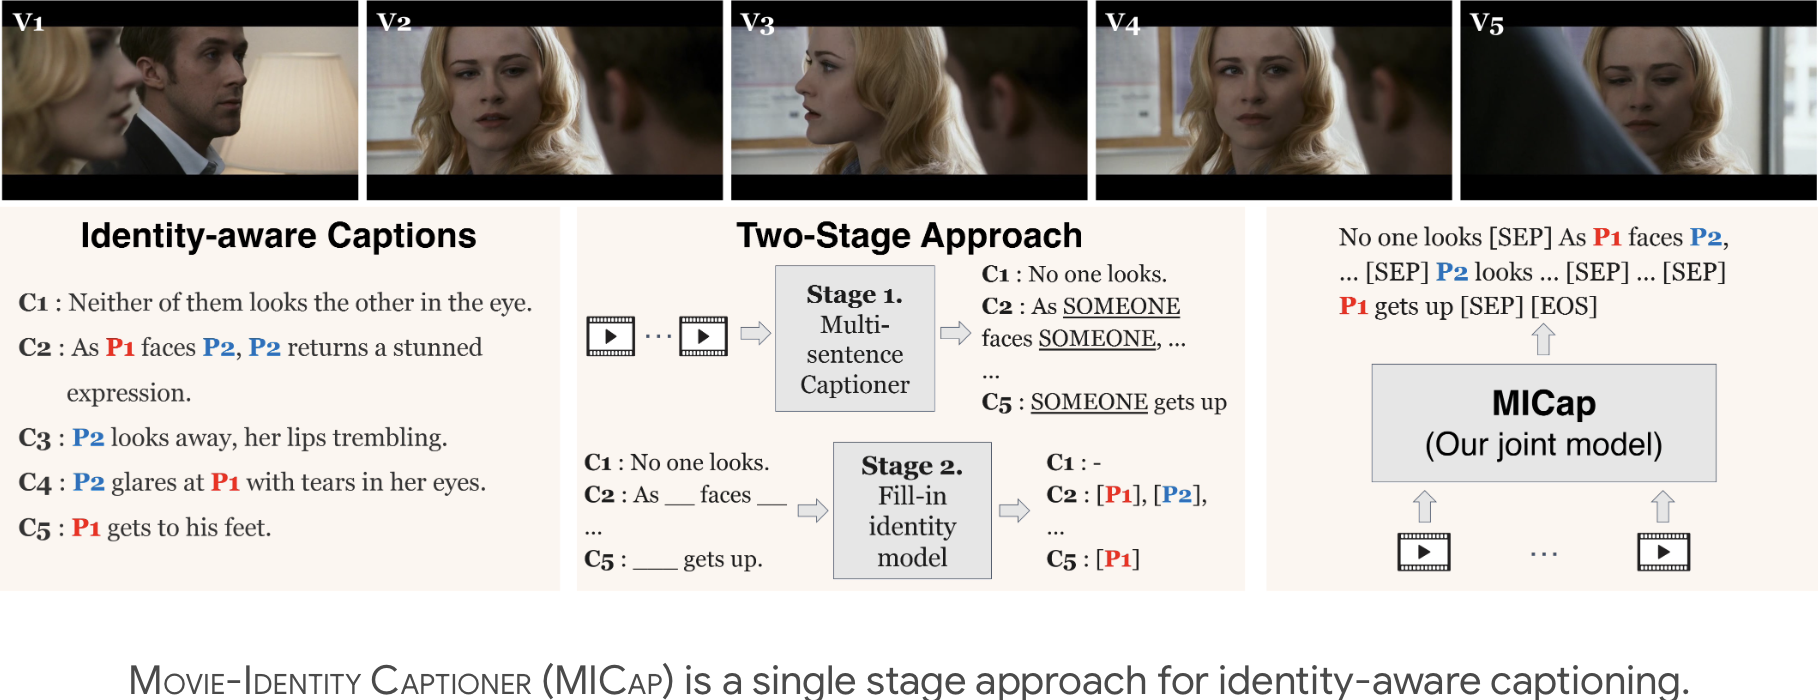 V1
V2
V3
V4
V5
Identity-aware Captions
C1 : Neither of them looks the other in the eye.
C2 : As P1 faces P2, P2 returns a stunned
expression.
C3 : P2 looks away, her lips trembling.
C4 : P2 glares at P1 with tears in her eyes.
C5 : P1 gets to his feet.
Two-Stage Approach
...
Stage 1.
Multi-
sentence
Captioner
C1 : No one looks.
C2 : As SOMEONE
faces SOMEONE, ...
...
C5 : SOMEONE gets up
C1 : No one looks.
C2 : As __ faces __
...
C5 : ___ gets up.
Stage 2.
Fill-in
identity
model
C1 : -
C2 : [P1], [P2],
...
C5 : [P1]
No one looks [SEP] As P1 faces P2,
... [SEP] P2 looks ... [SEP] ... [SEP]
P1 gets up [SEP] [EOS]
MICap
(Our joint model)
...
MOVIE-IDENTITY CAPTIONER (MICAP) is a single stage approach for identity-aware captioning.